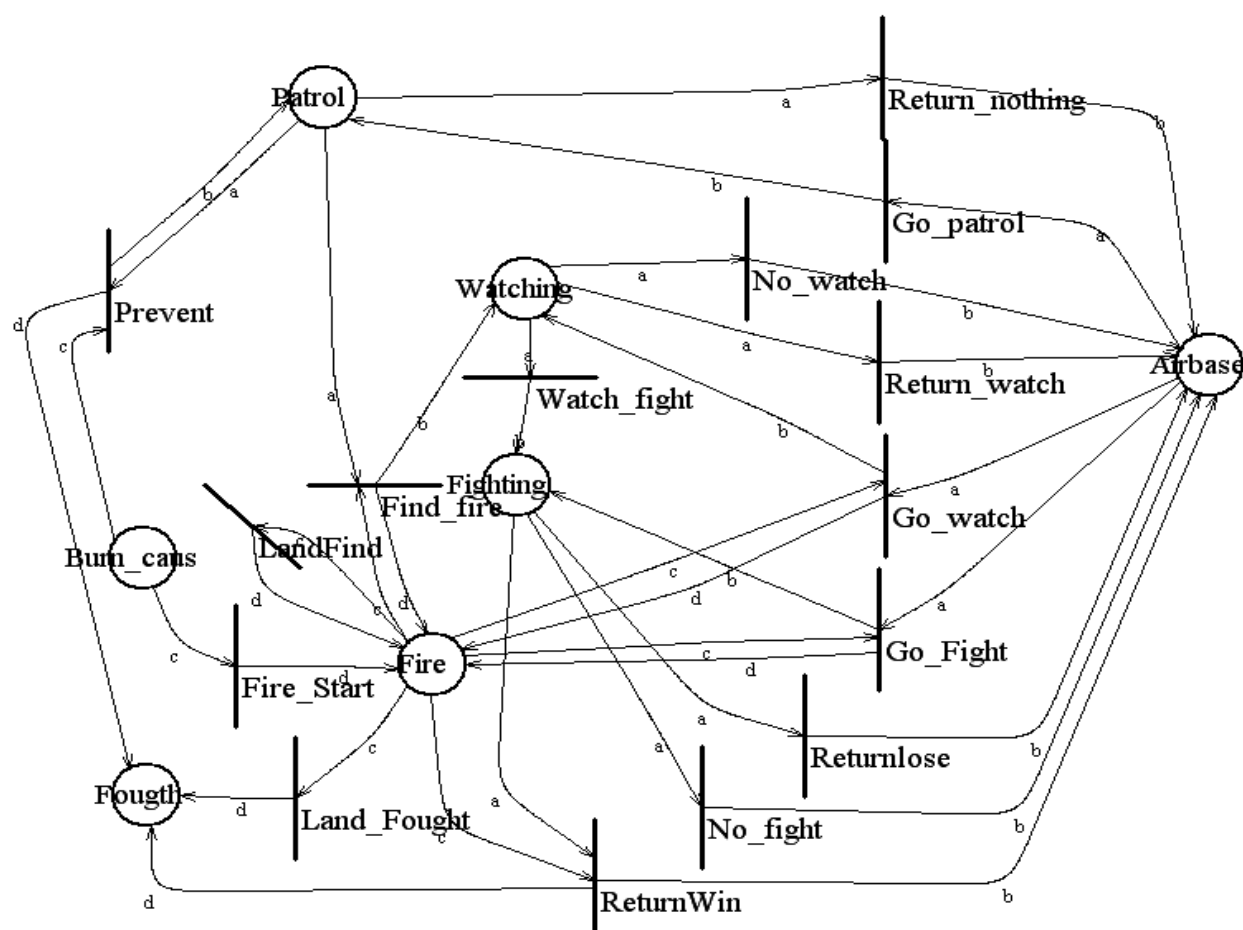 Patrol
a
Return_nothing
b
b
a
b
Go_patrol
a
Prevent
d
c
Watching
a
No_watch
b
a
a
b
Return_watch
Airbase
Watch_fight
b
b
b
a
Fighting
a
Find_fire
Go_watch
a
LandFind
Burn_caus
c
c
b
d
d
c
d
a
c
Fire
c
d
Go_Fight
d
Fire_Start
a
a
c
Returnlose
b
Fougth
d
Land_Fought
a
No_fight
b
c
d
ReturnWin
b